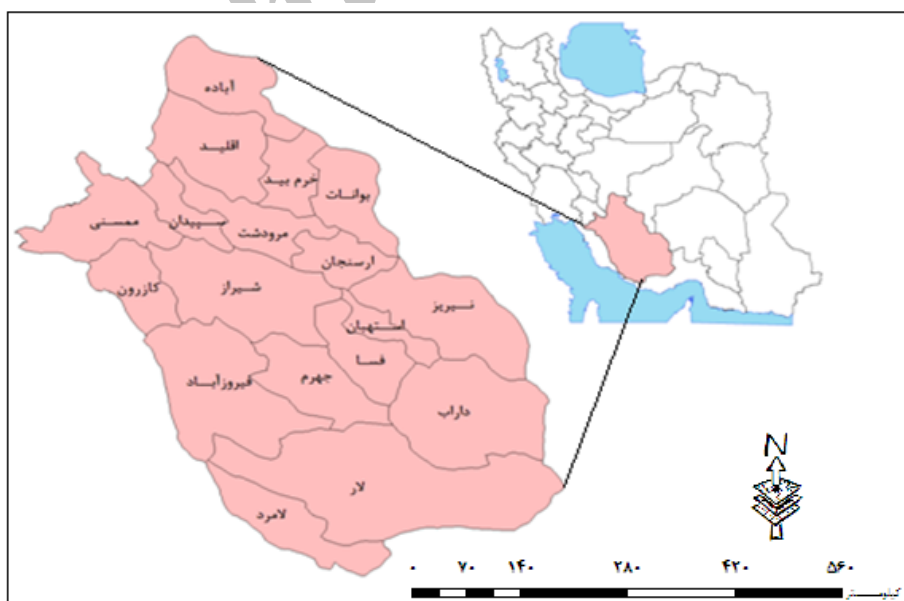 آباده
اقلید
خرم بید
بوانات
ممسنی
سپیدان
مرودشت
ارسنجان
کازرون
شیراز
نیریز
استهبان
فسا
فیروزآباد
جهرم
داراب
لار
لامرد
N
۰ ۷۰ ۱۴۰ ۲۸۰ ۴۲۰ ۵۶۰
کیلومتر